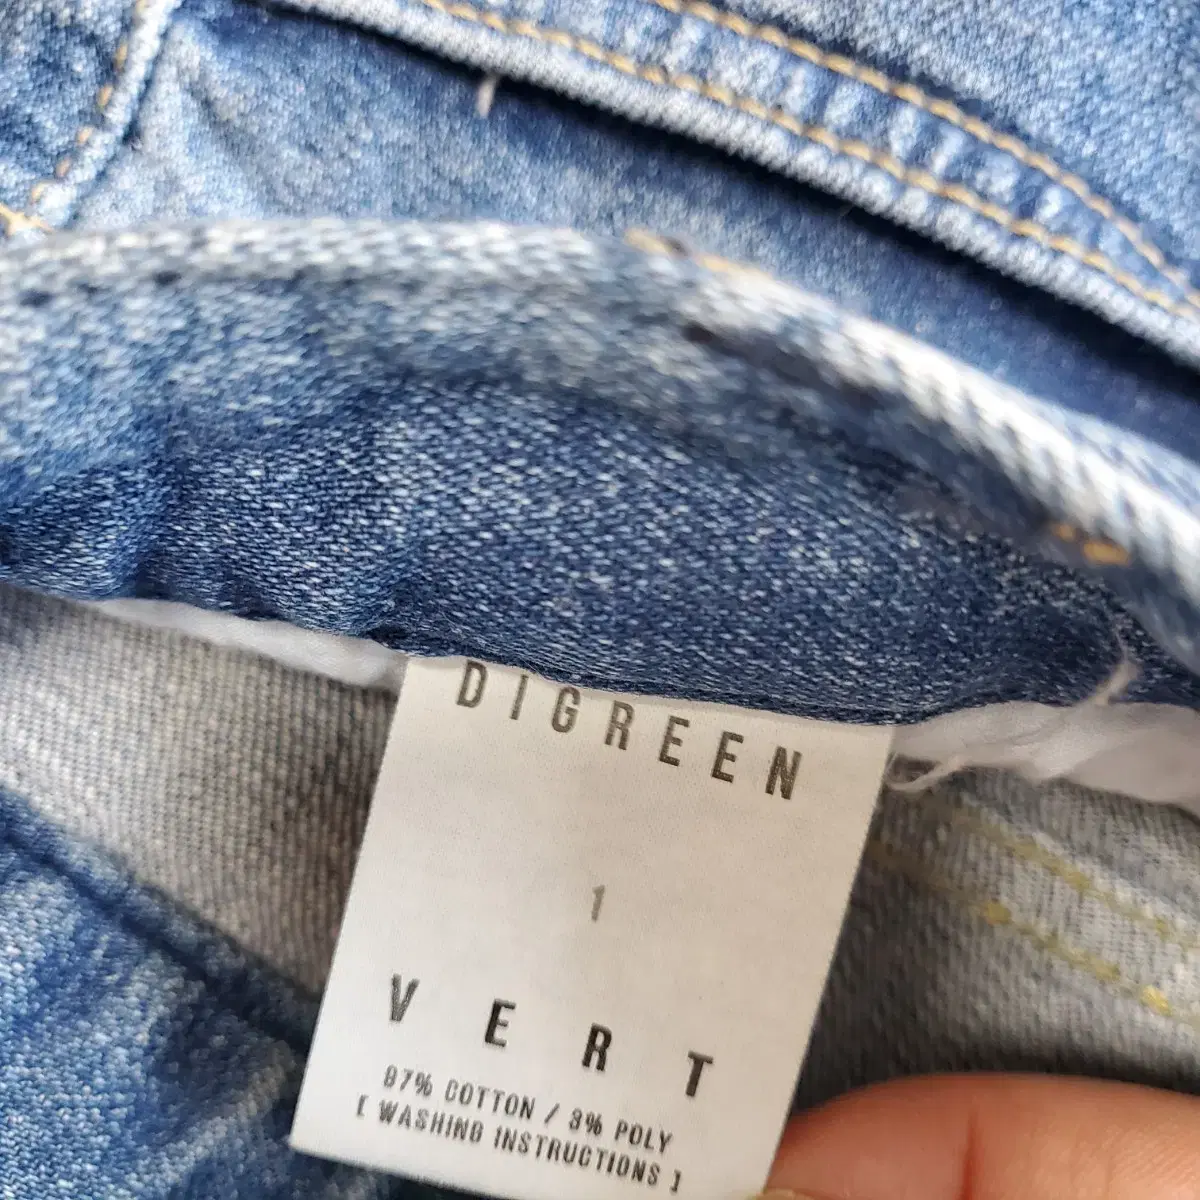 DIGREEN
1
VERT
97% COTTON / 3% POLY
[ WASHING INSTRUCTIONS ]